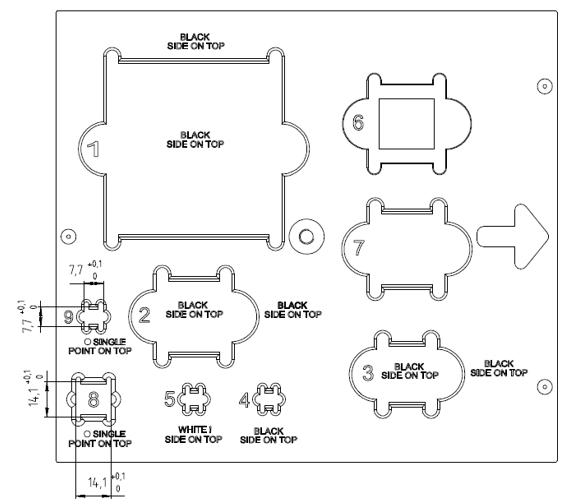 BLACK
SIDE ON TOP
1
BLACK
SIDE ON TOP
6
7
7,7 +0,1 0
7,7 +0,1 0
9
O SINGLE
POINT ON TOP
2
BLACK
SIDE ON TOP
BLACK
SIDE ON TOP
3
BLACK
SIDE ON TOP
BLACK
SIDE ON TOP
14,1 +0,1 0
8
O SINGLE
POINT ON TOP
14,1 +0,1 0
5
WHITE 1
SIDE ON TOP
4
BLACK
SIDE ON TOP